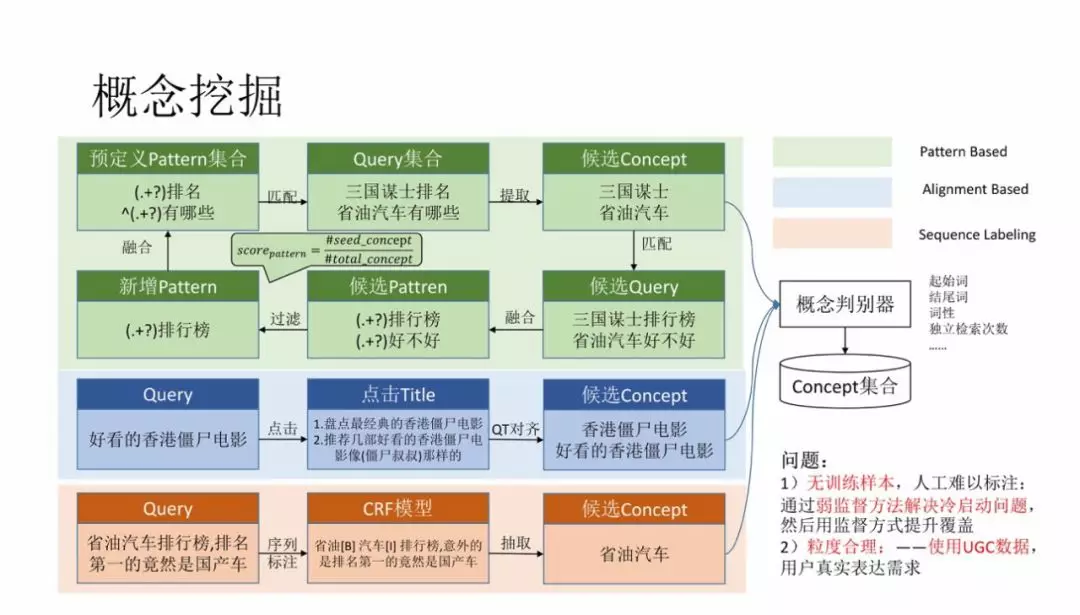 概念挖掘
预定义Pattern集合
(.+?)排名
^(.+?)有哪些
匹配
Query集合
三国谋士排名
省油汽车有哪些
提取
候选Concept
三国谋士
省油汽车
融合
score_pattern = #seed_concept / #total_concept
匹配
新增Pattern
(.+?)排行榜
过滤
候选Pattren
(.+?)排行榜
(.+?)好不好
融合
候选Query
三国谋士排行榜
省油汽车好不好
Query
好看的香港僵尸电影
点击
点击Title
1.盘点最经典的香港僵尸电影
2.推荐几部好看的香港僵尸电
影像(僵尸叔叔)那样的
QT对齐
候选Concept
香港僵尸电影
好看的香港僵尸电影
Query
省油汽车排行榜,排名
第一的竟然是国产车
序列
标注
CRF模型
省油[B] 汽车[I] 排行榜,意外的
是排名第一的竟然是国产车
抽取
候选Concept
省油汽车
Pattern Based
Alignment Based
Sequence Labeling
概念判别器
起始词
结尾词
词性
独立检索次数
......
Concept集合
问题：
1）无训练样本，人工难以标注；
通过弱监督方法解决冷启动问题，
然后用监督方式提升覆盖
2）粒度合理；——使用UGC数据，
用户真实表达需求